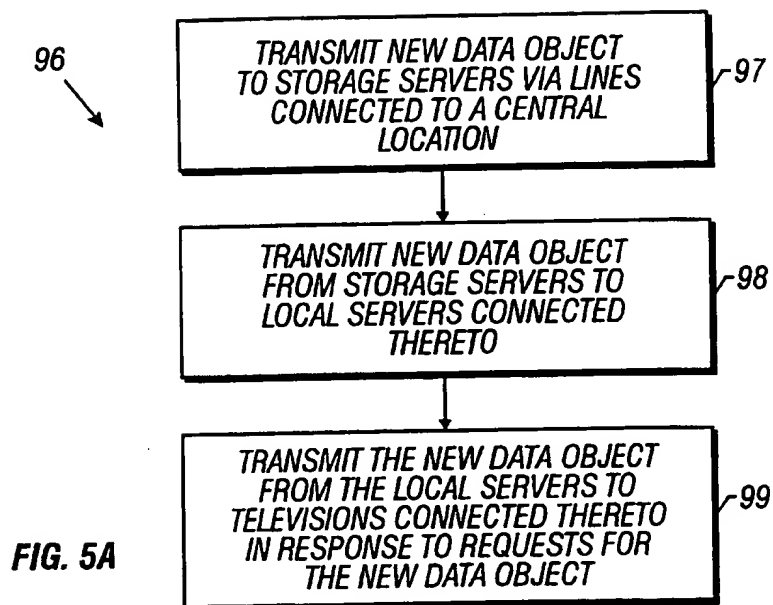 96
TRANSMIT NEW DATA OBJECT
TO STORAGE SERVERS VIA LINES
CONNECTED TO A CENTRAL
LOCATION
97
TRANSMIT NEW DATA OBJECT
FROM STORAGE SERVERS TO
LOCAL SERVERS CONNECTED
THERETO
98
TRANSMIT THE NEW DATA OBJECT
FROM THE LOCAL SERVERS TO
TELEVISIONS CONNECTED THERETO
IN RESPONSE TO REQUESTS FOR
THE NEW DATA OBJECT
99
FIG. 5A